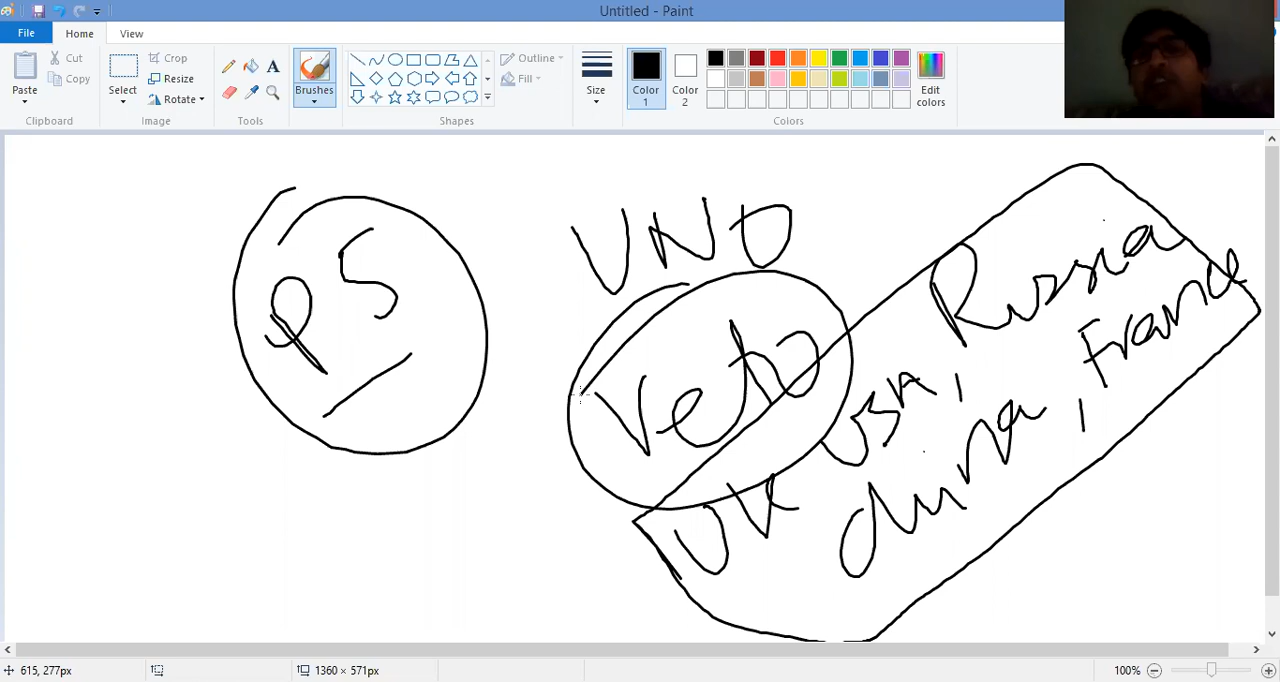 Untitled - Paint
File Home View
Paste
Cut
Copy
Clipboard
Select
Crop
Resize
Rotate
Image
A
Tools
Brushes
Outline
Fill
Shapes
Size
Color 1
Color 2
Edit colors
Colors
PS
UNO
Veto
Russia
USA, France
UK China,
615, 277px
1360 × 571px
100%